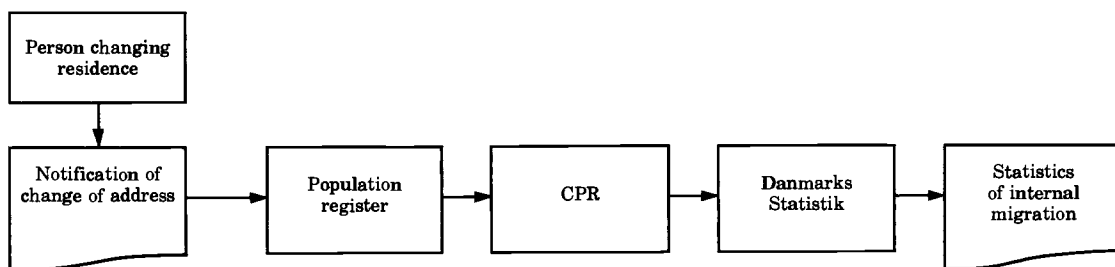 Person changing
residence
Notification of
change of address
Population
register
CPR
Danmarks
Statistik
Statistics
of internal
migration